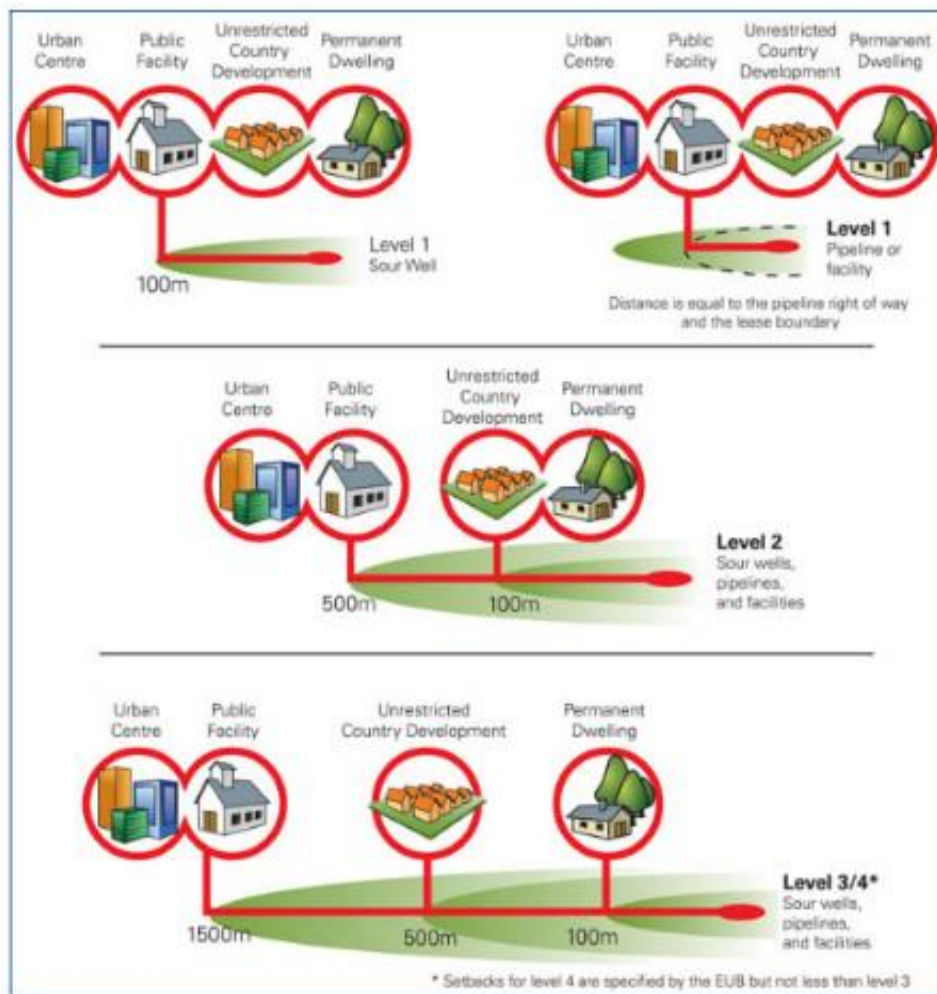 Urban
Centre
Public
Facility
Unrestricted
Country
Development
Permanent
Dwelling
100m
Level 1
Sour Well
Urban
Centre
Public
Facility
Unrestricted
Country
Development
Permanent
Dwelling
Level 1
Pipeline or
facility
Distance is equal to the pipeline right of way
and the lease boundary
Urban
Centre
Public
Facility
Unrestricted
Country
Development
Permanent
Dwelling
500m
100m
Level 2
Sour wells,
pipelines,
and facilities
Urban
Centre
Public
Facility
Unrestricted
Country Development
Permanent
Dwelling
1500m
500m
100m
Level 3/4*
Sour wells,
pipelines,
and facilities
* Setbacks for level 4 are specified by the EUB but not less than level 3